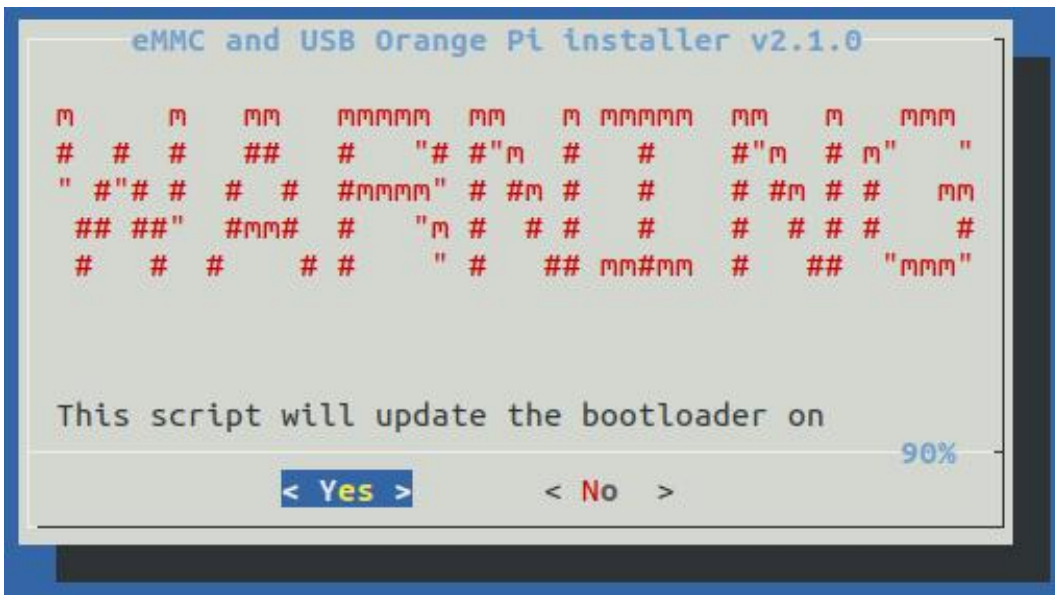 eMMC and USB Orange Pi installer v2.1.0
WARNING
This script will update the bootloader on
90%
< Yes > < No >